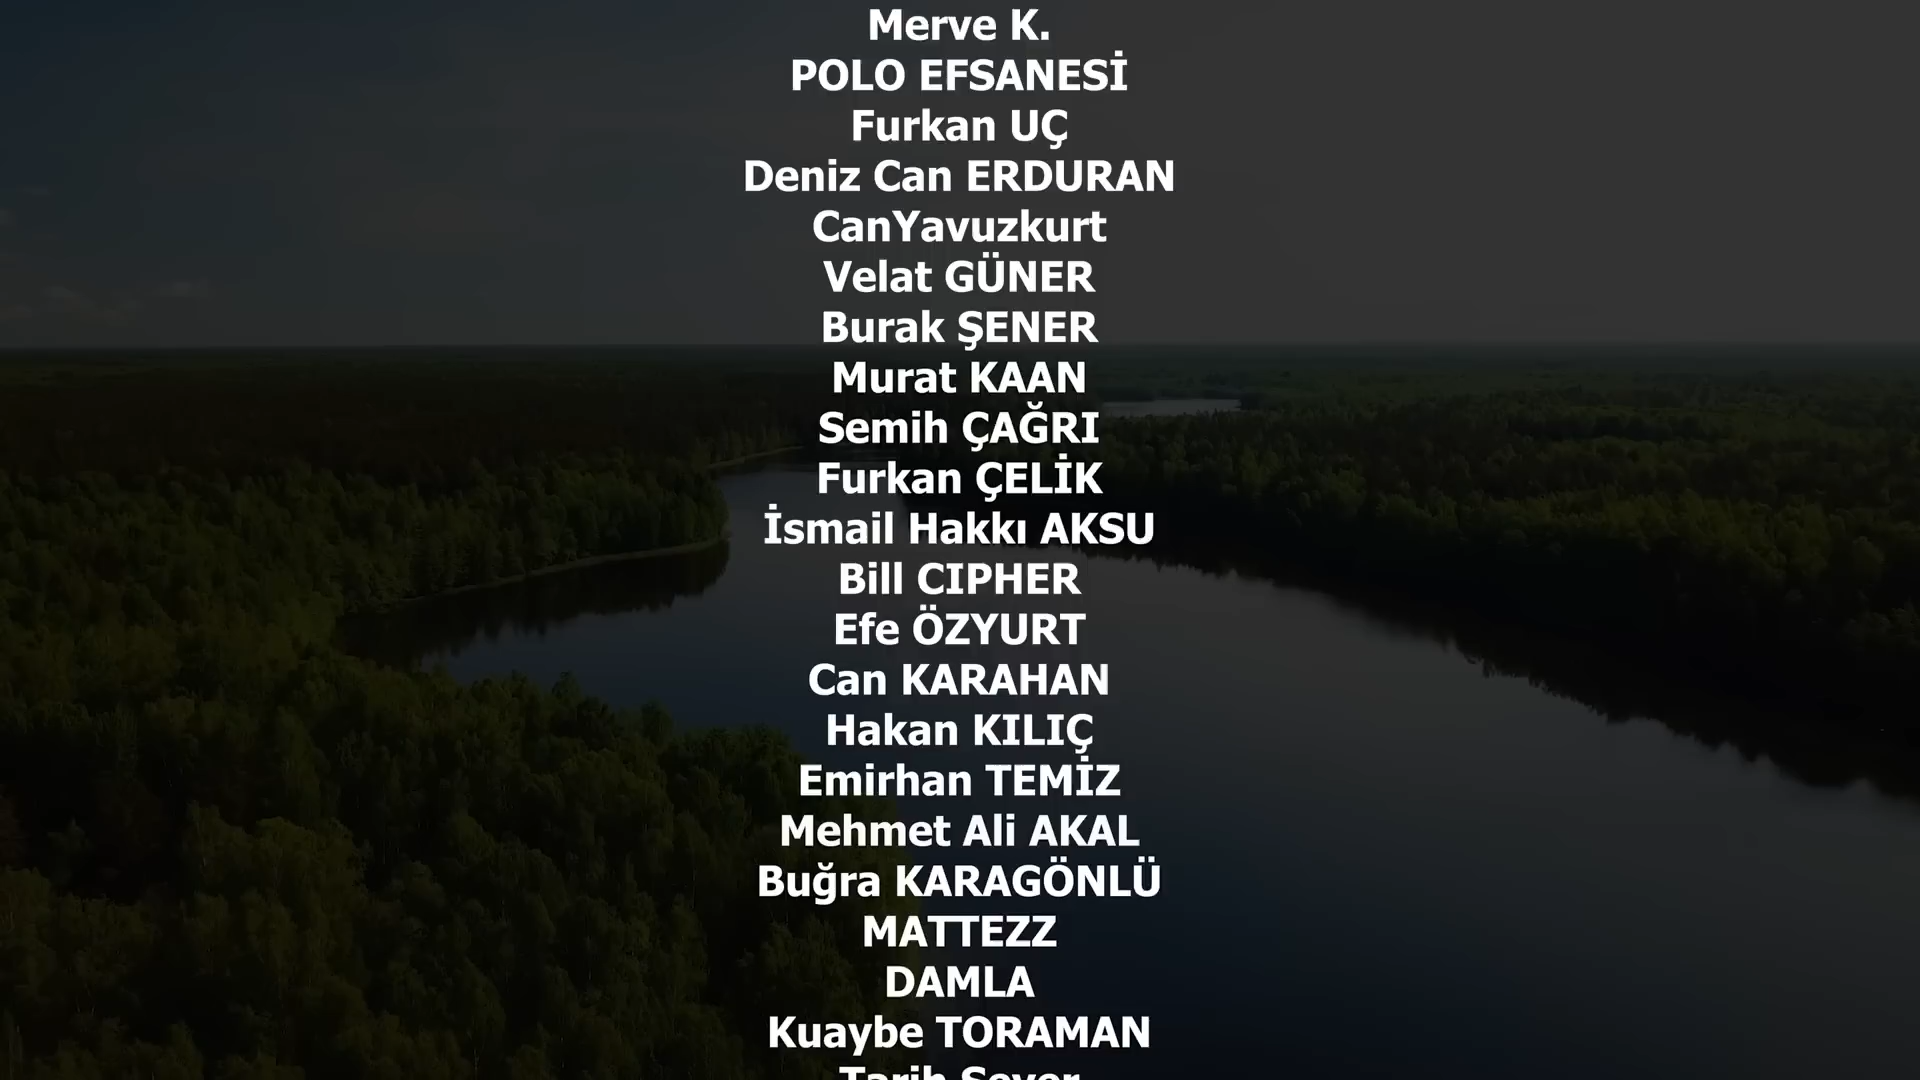 Merve K.
POLO EFSANESİ
Furkan UÇ
Deniz Can ERDURAN
CanYavuzkurt
Velat GÜNER
Burak ŞENER
Murat KAAN
Semih ÇAĞRI
Furkan ÇELİK
İsmail Hakkı AKSU
Bill CIPHER
Efe ÖZYURT
Can KARAHAN
Hakan KILIÇ
Emirhan TEMİZ
Mehmet Ali AKAL
Buğra KARAGÖNLÜ
MATTEZZ
DAMLA
Kuaybe TORAMAN
Tarih Sever